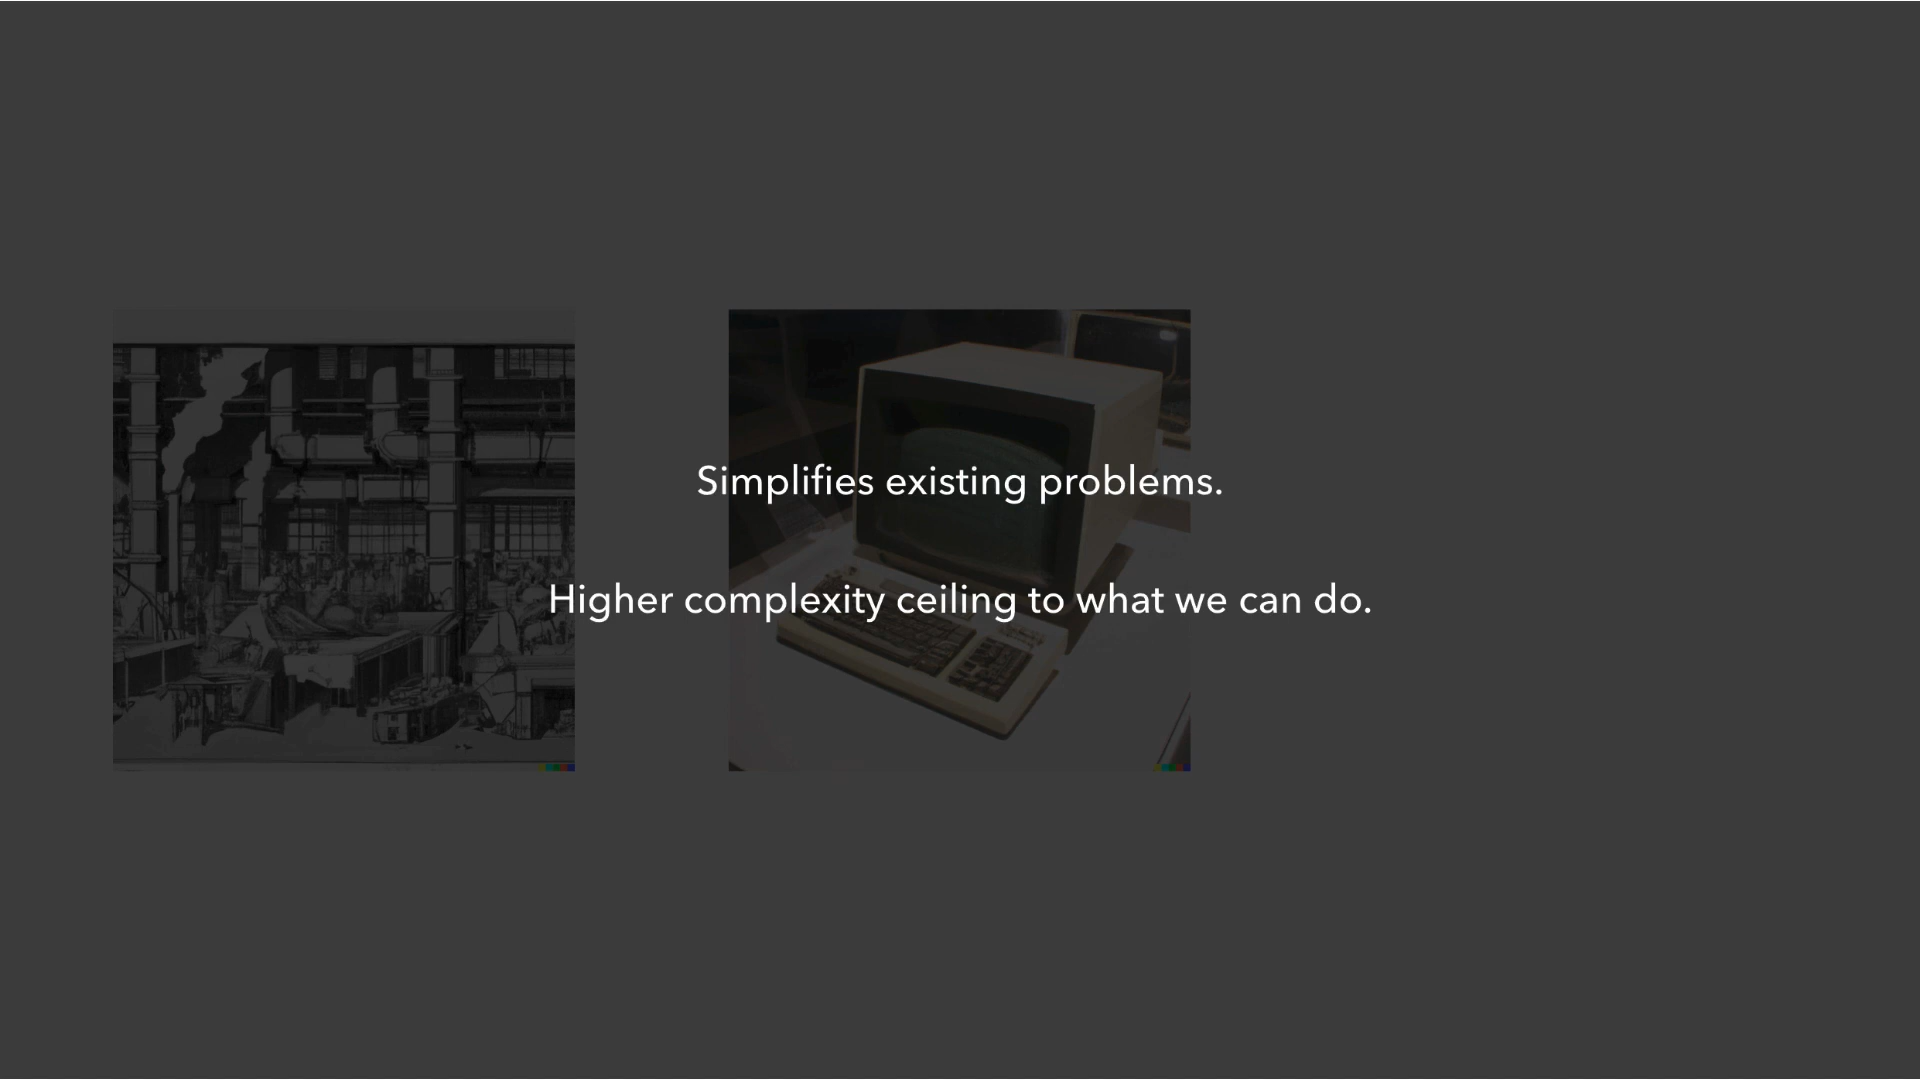 Simplifies existing problems.
Higher complexity ceiling to what we can do.